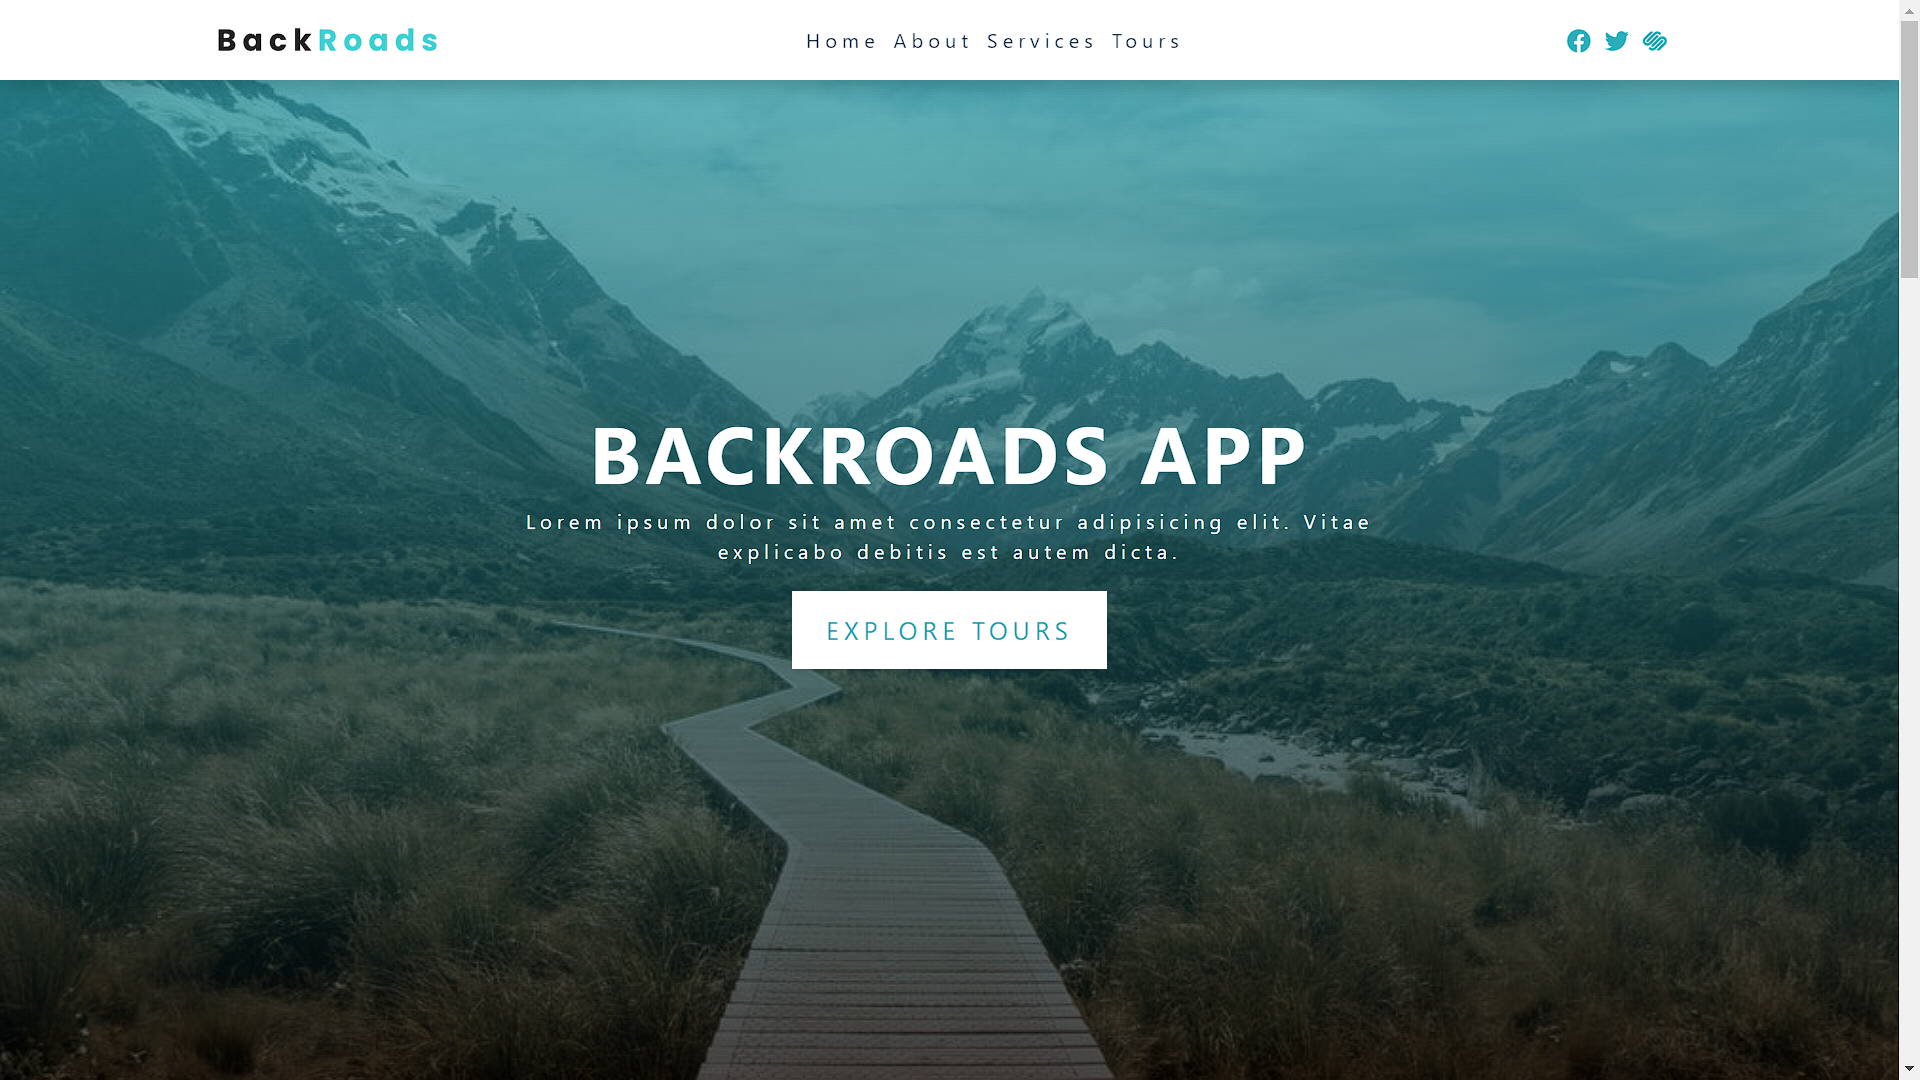 BackRoads
Home About Services Tours
BACKROADS APP
Lorem ipsum dolor sit amet consectetur adipisicing elit. Vitae
explicabo debitis est autem dicta.
EXPLORE TOURS